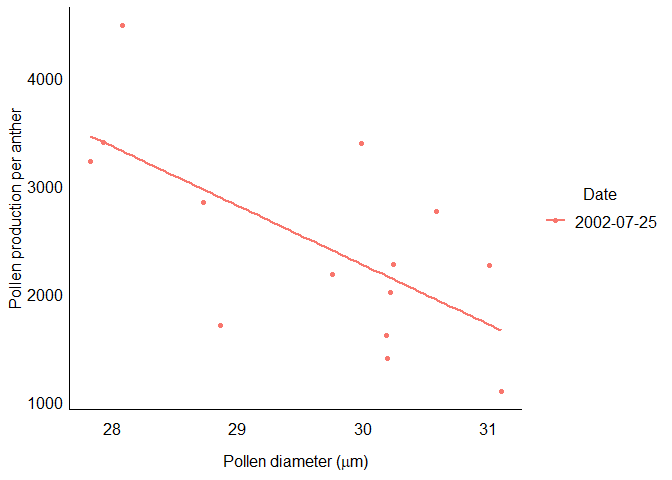 Pollen production per anther
4000
3000
2000
1000
28 29 30 31
Pollen diameter (μm)
Date
2002-07-25